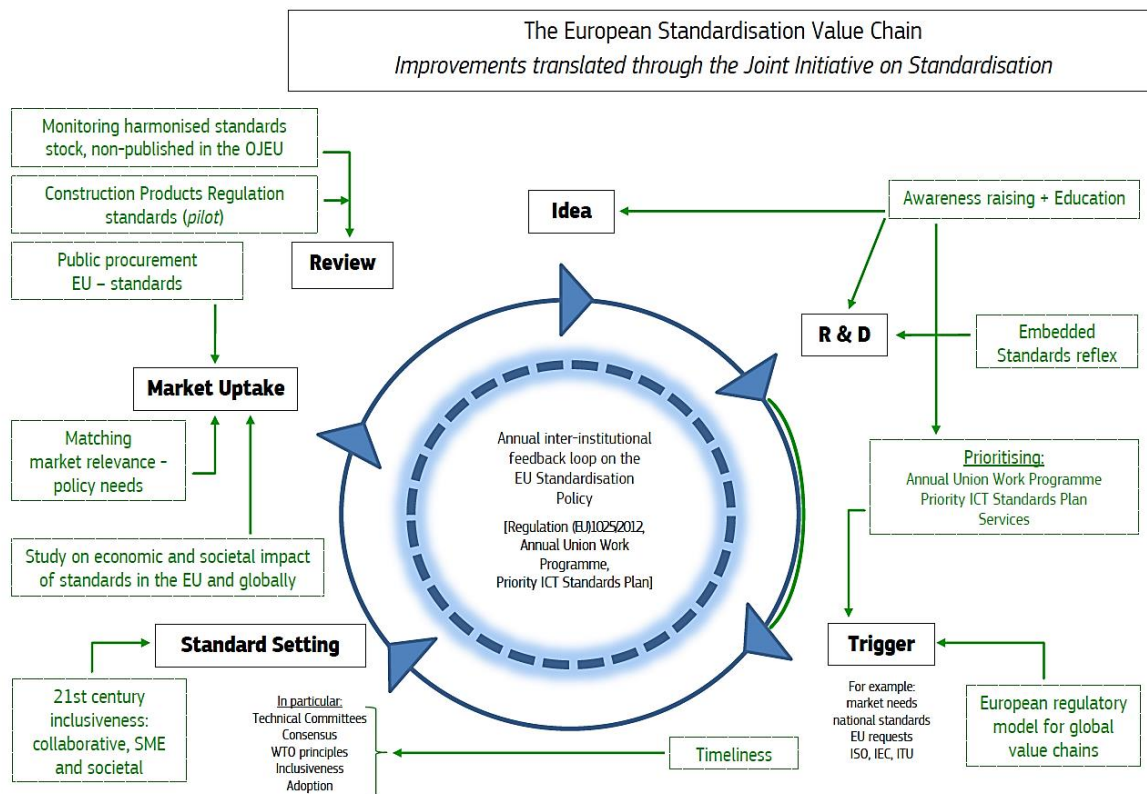 The European Standardisation Value Chain
Improvements translated through the Joint Initiative on Standardisation
Monitoring harmonised standards
stock, non-published in the OJEU
Construction Products Regulation
standards (pilot)
Public procurement
EU – standards
Review
Idea
Awareness raising + Education
R & D
Embedded
Standards reflex
Market Uptake
Matching
market relevance –
policy needs
Annual inter-institutional
feedback loop on the
EU Standardisation
Policy
[Regulation (EU)1025/2012,
Annual Union Work
Programme,
Priority ICT Standards Plan]
Prioritising:
Annual Union Work Programme
Priority ICT Standards Plan
Services
Study on economic and societal impact
of standards in the EU and globally
Standard Setting
Trigger
21st century
inclusiveness:
collaborative, SME
and societal
In particular:
Technical Committees
Consensus
WTO principles
Inclusiveness
Adoption
Timeliness
For example:
market needs
national standards
EU requests
ISO, IEC, ITU
European regulatory
model for global
value chains